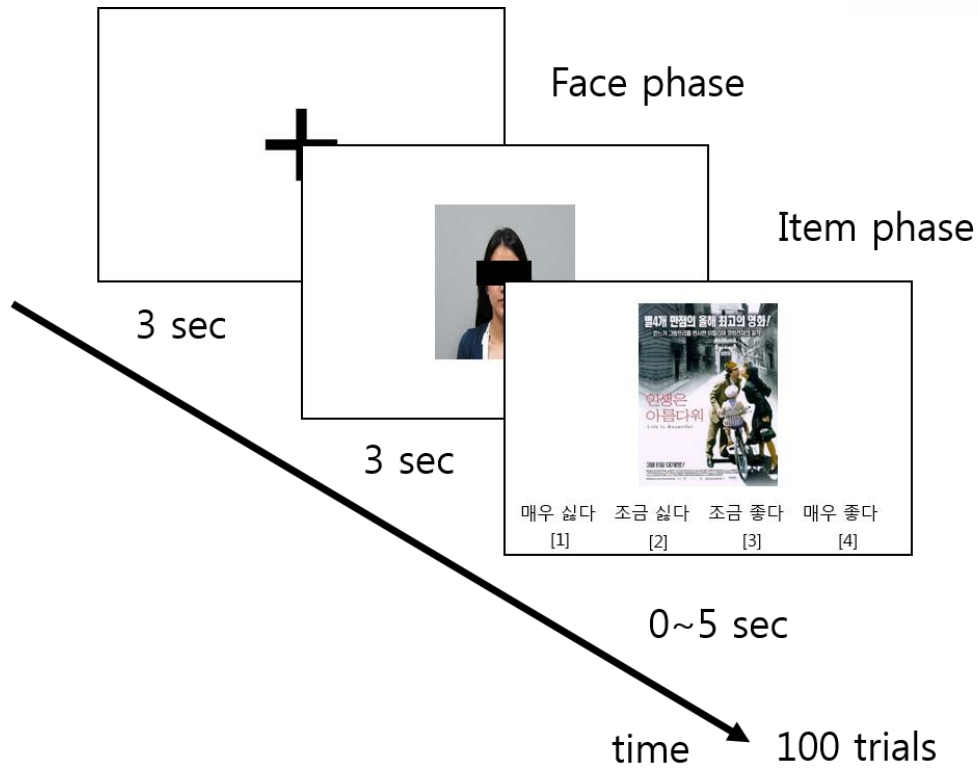 Face phase
Item phase
3 sec
별4개 만점의 올해 최고의 영화!
인생은
아름다워
Life is Beautiful
3 sec
매우 싫다 조금 싫다 조금 좋다 매우 좋다
[1] [2] [3] [4]
0~5 sec
time 100 trials